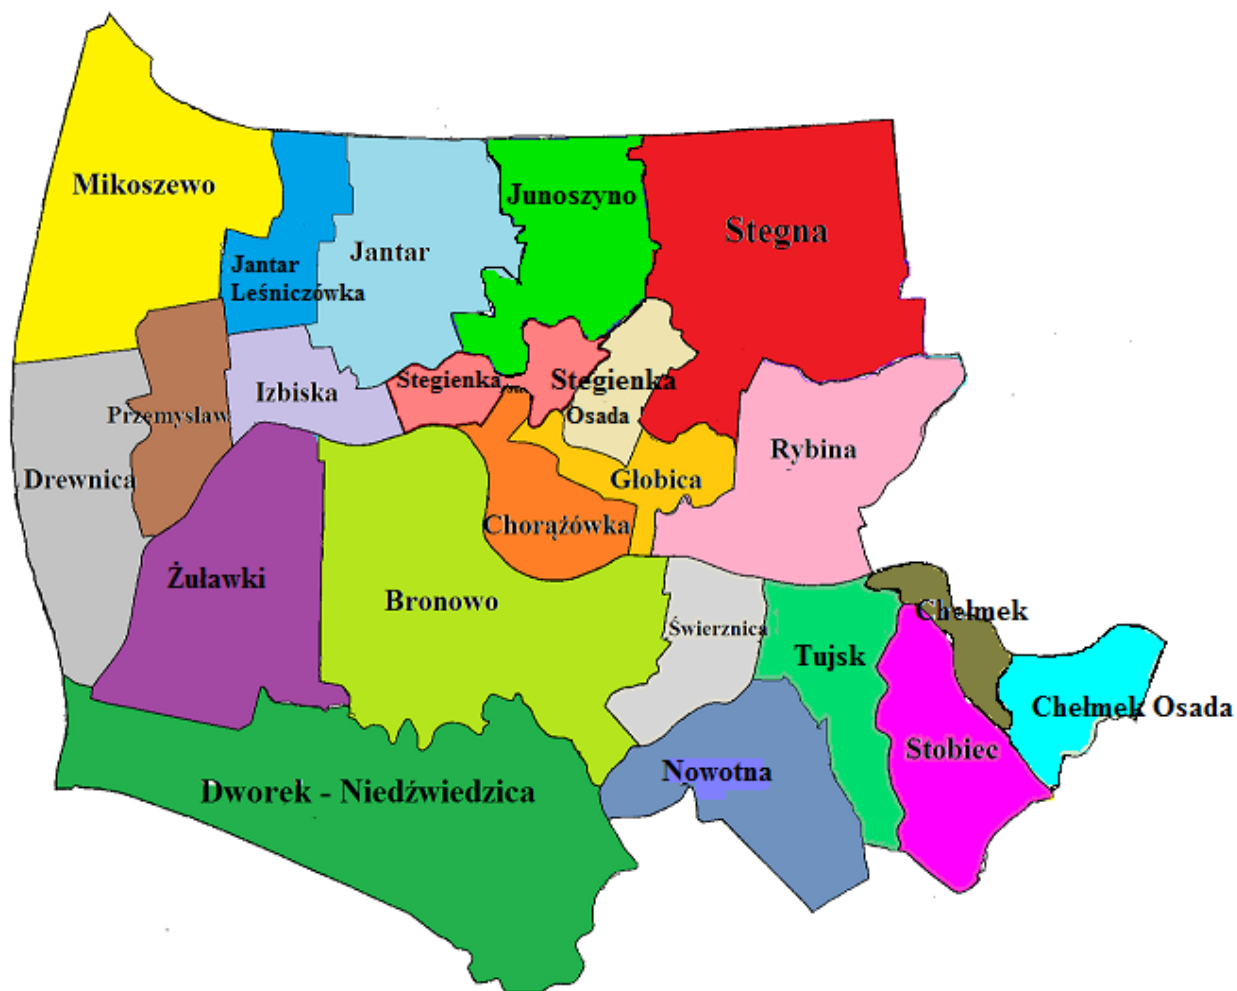 Mikoszewo
Junoszyno
Stegna
Jantar
Jantar
Leśniczówka
Izbiska
Stegienka
Stegienka
Osada
Przemysław
Rybina
Drewnica
Głobica
Chorążówka
Żuławki
Bronowo
Chełmek
Świerznica
Tujsk
Chełmek Osada
Stobiec
Nowotna
Dworek - Niedźwiedzica